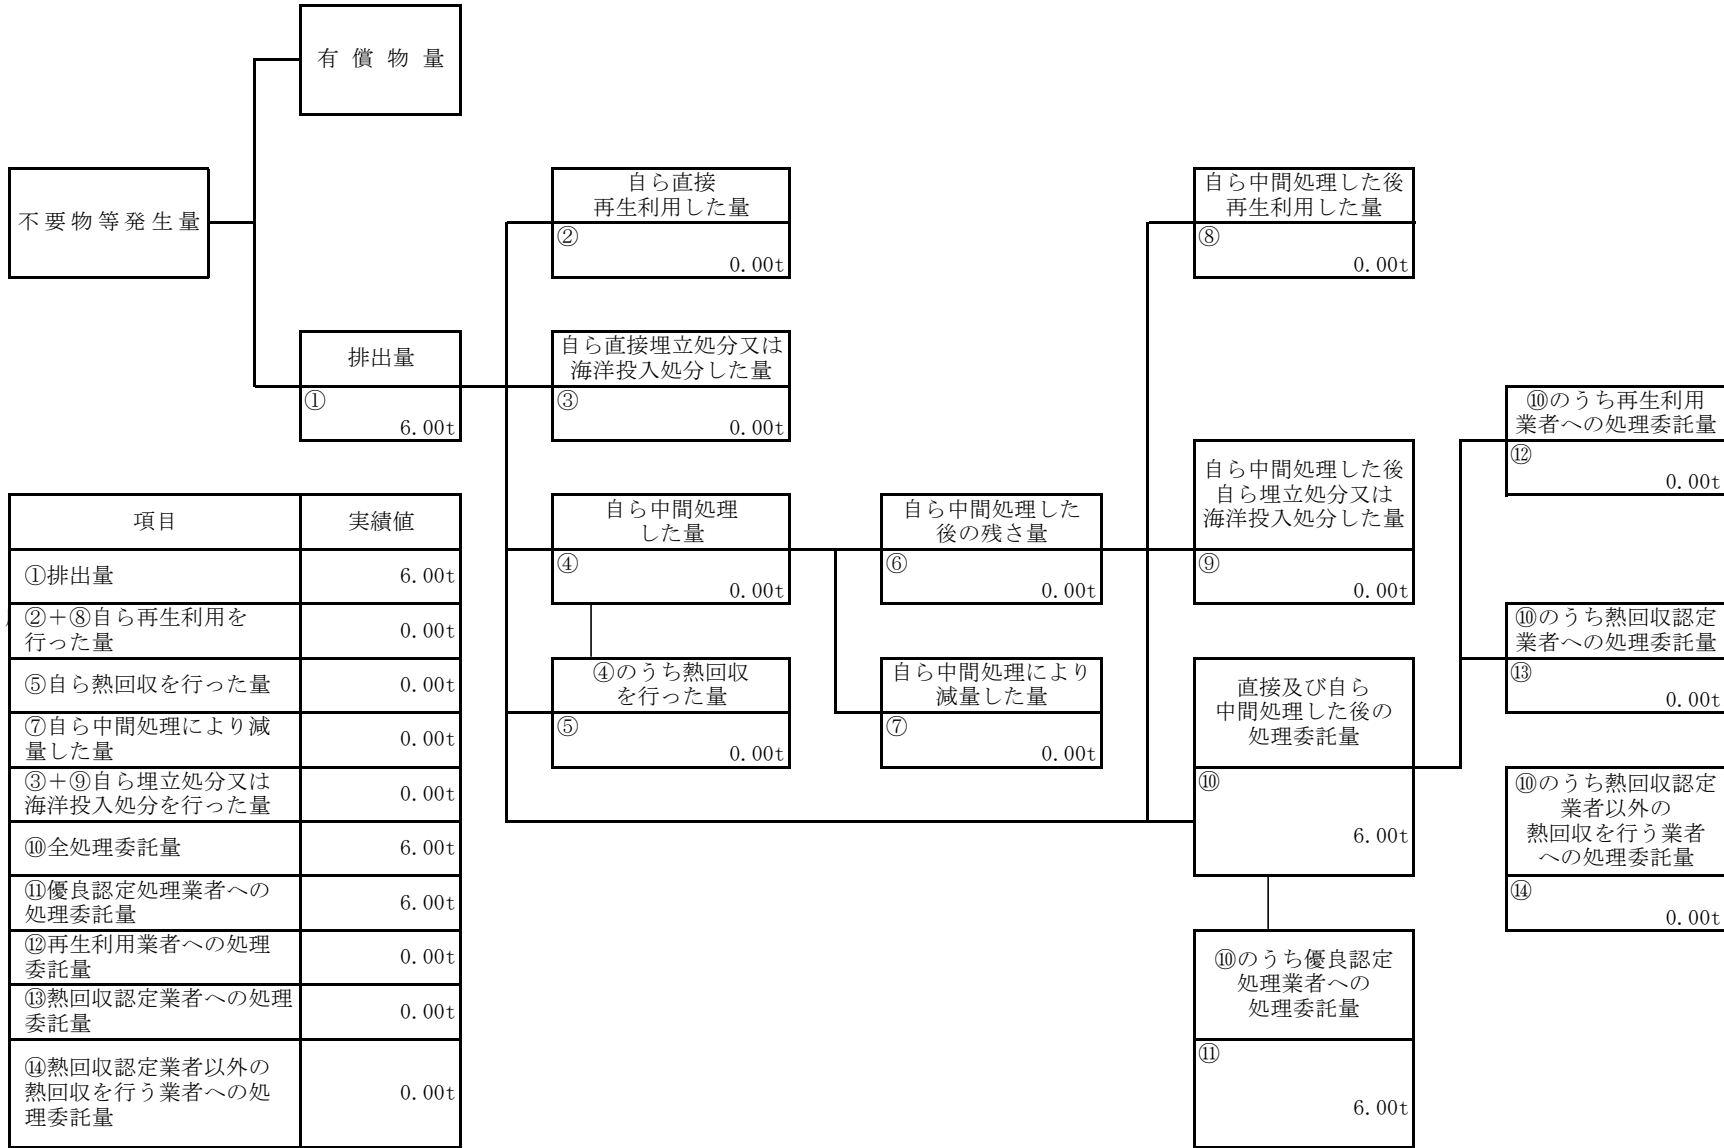 有償物量
不要物等発生量
自ら直接
再生利用した量
②
0.00t
自ら中間処理した後
再生利用した量
⑧
0.00t
排出量
①
6.00t
自ら直接埋立処分又は
海洋投入処分した量
③
0.00t
⑩のうち再生利用
業者への処理委託量
⑫
0.00t
自ら中間処理
した量
④
0.00t
自ら中間処理した
後の残さ量
⑥
0.00t
自ら中間処理した後
自ら埋立処分又は
海洋投入処分した量
⑨
0.00t
⑩のうち熱回収認定
業者への処理委託量
⑬
0.00t
④のうち熱回収
を行った量
⑤
0.00t
自ら中間処理により
減量した量
⑦
0.00t
直接及び自ら
中間処理した後の
処理委託量
⑩
6.00t
⑩のうち熱回収認定
業者以外の
熱回収を行う業者
への処理委託量
⑭
0.00t
⑩のうち優良認定
処理業者への
処理委託量
⑪
6.00t
項目 実績値
①排出量 6.00t
②＋⑧自ら再生利用を
行った量 0.00t
⑤自ら熱回収を行った量 0.00t
⑦自ら中間処理により減
量した量 0.00t
③＋⑨自ら埋立処分又は
海洋投入処分を行った量 0.00t
⑩全処理委託量 6.00t
⑪優良認定処理業者への
処理委託量 6.00t
⑫再生利用業者への処理
委託量 0.00t
⑬熱回収認定業者への処理
委託量 0.00t
⑭熱回収認定業者以外の
熱回収を行う業者への処
理委託量 0.00t